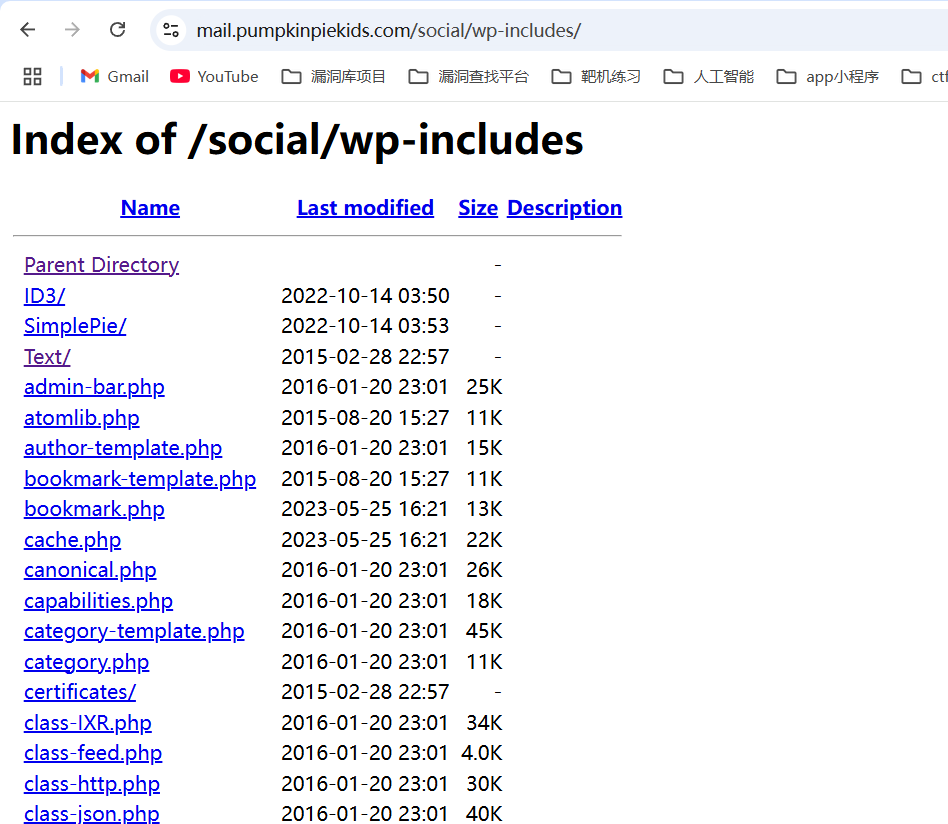 mail.pumpkinpiekids.com/social/wp-includes/
Gmail YouTube 漏洞库项目 漏洞查找平台 靶机练习 人工智能 app小程序
Index of /social/wp-includes
Name Last modified Size Description
Parent Directory -
ID3/ 2022-10-14 03:50 -
SimplePie/ 2022-10-14 03:53 -
Text/ 2015-02-28 22:57 -
admin-bar.php 2016-01-20 23:01 25K
atomlib.php 2015-08-20 15:27 11K
author-template.php 2016-01-20 23:01 15K
bookmark-template.php 2015-08-20 15:27 11K
bookmark.php 2023-05-25 16:21 13K
cache.php 2023-05-25 16:21 22K
canonical.php 2016-01-20 23:01 26K
capabilities.php 2016-01-20 23:01 18K
category-template.php 2016-01-20 23:01 45K
category.php 2016-01-20 23:01 11K
certificates/ 2015-02-28 22:57 -
class-IXR.php 2016-01-20 23:01 34K
class-feed.php 2016-01-20 23:01 4.0K
class-http.php 2016-01-20 23:01 30K
class-json.php 2016-01-20 23:01 40K